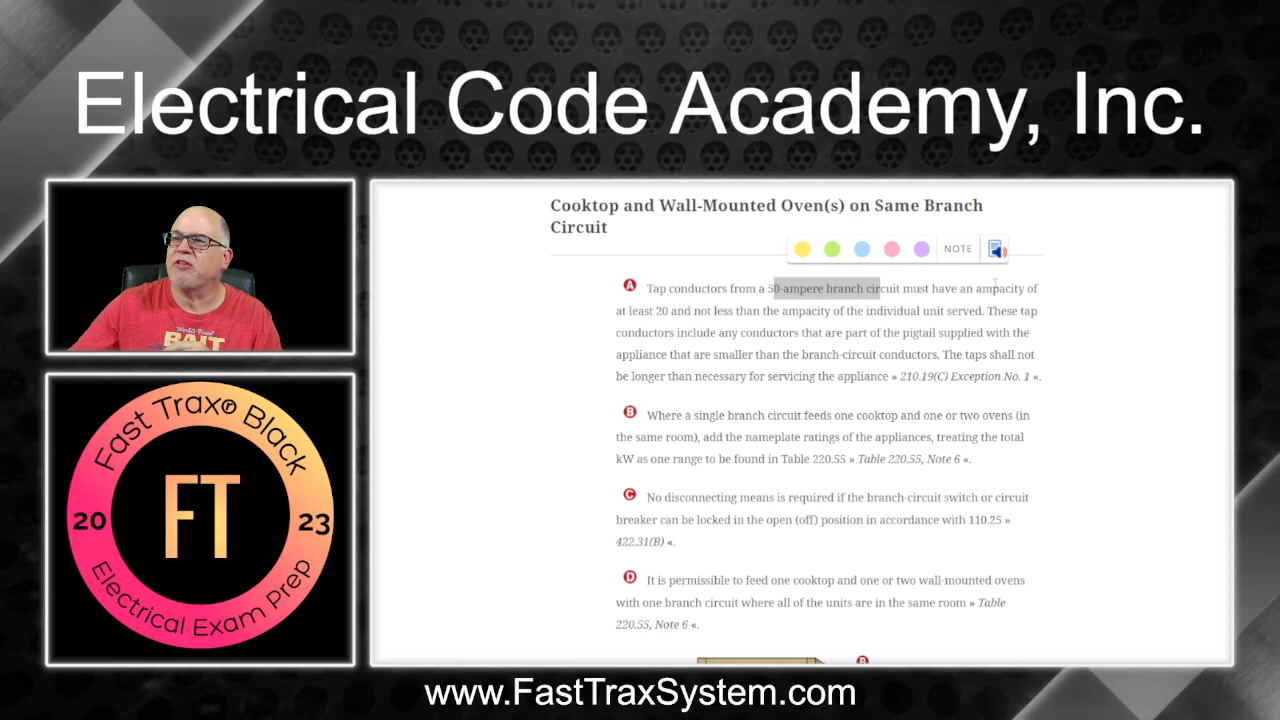 Electrical Code Academy, Inc.
World's Finest
BAIT
Fast Trax® Black
20
FT
23
Electrical Exam Prep
Cooktop and Wall-Mounted Oven(s) on Same Branch
Circuit
NOTE
A Tap conductors from a 50-ampere branch circuit must have an ampacity of
at least 20 and not less than the ampacity of the individual unit served. These tap
conductors include any conductors that are part of the pigtail supplied with the
appliance that are smaller than the branch-circuit conductors. The taps shall not
be longer than necessary for servicing the appliance » 210.19(C) Exception No. 1 «.
B Where a single branch circuit feeds one cooktop and one or two ovens (in
the same room), add the nameplate ratings of the appliances, treating the total
kW as one range to be found in Table 220.55 » Table 220.55, Note 6 «.
C No disconnecting means is required if the branch-circuit switch or circuit
breaker can be locked in the open (off) position in accordance with 110.25 »
422.31(B) «.
D It is permissible to feed one cooktop and one or two wall-mounted ovens
with one branch circuit where all of the units are in the same room » Table
220.55, Note 6 «.
B
www.FastTraxSystem.com